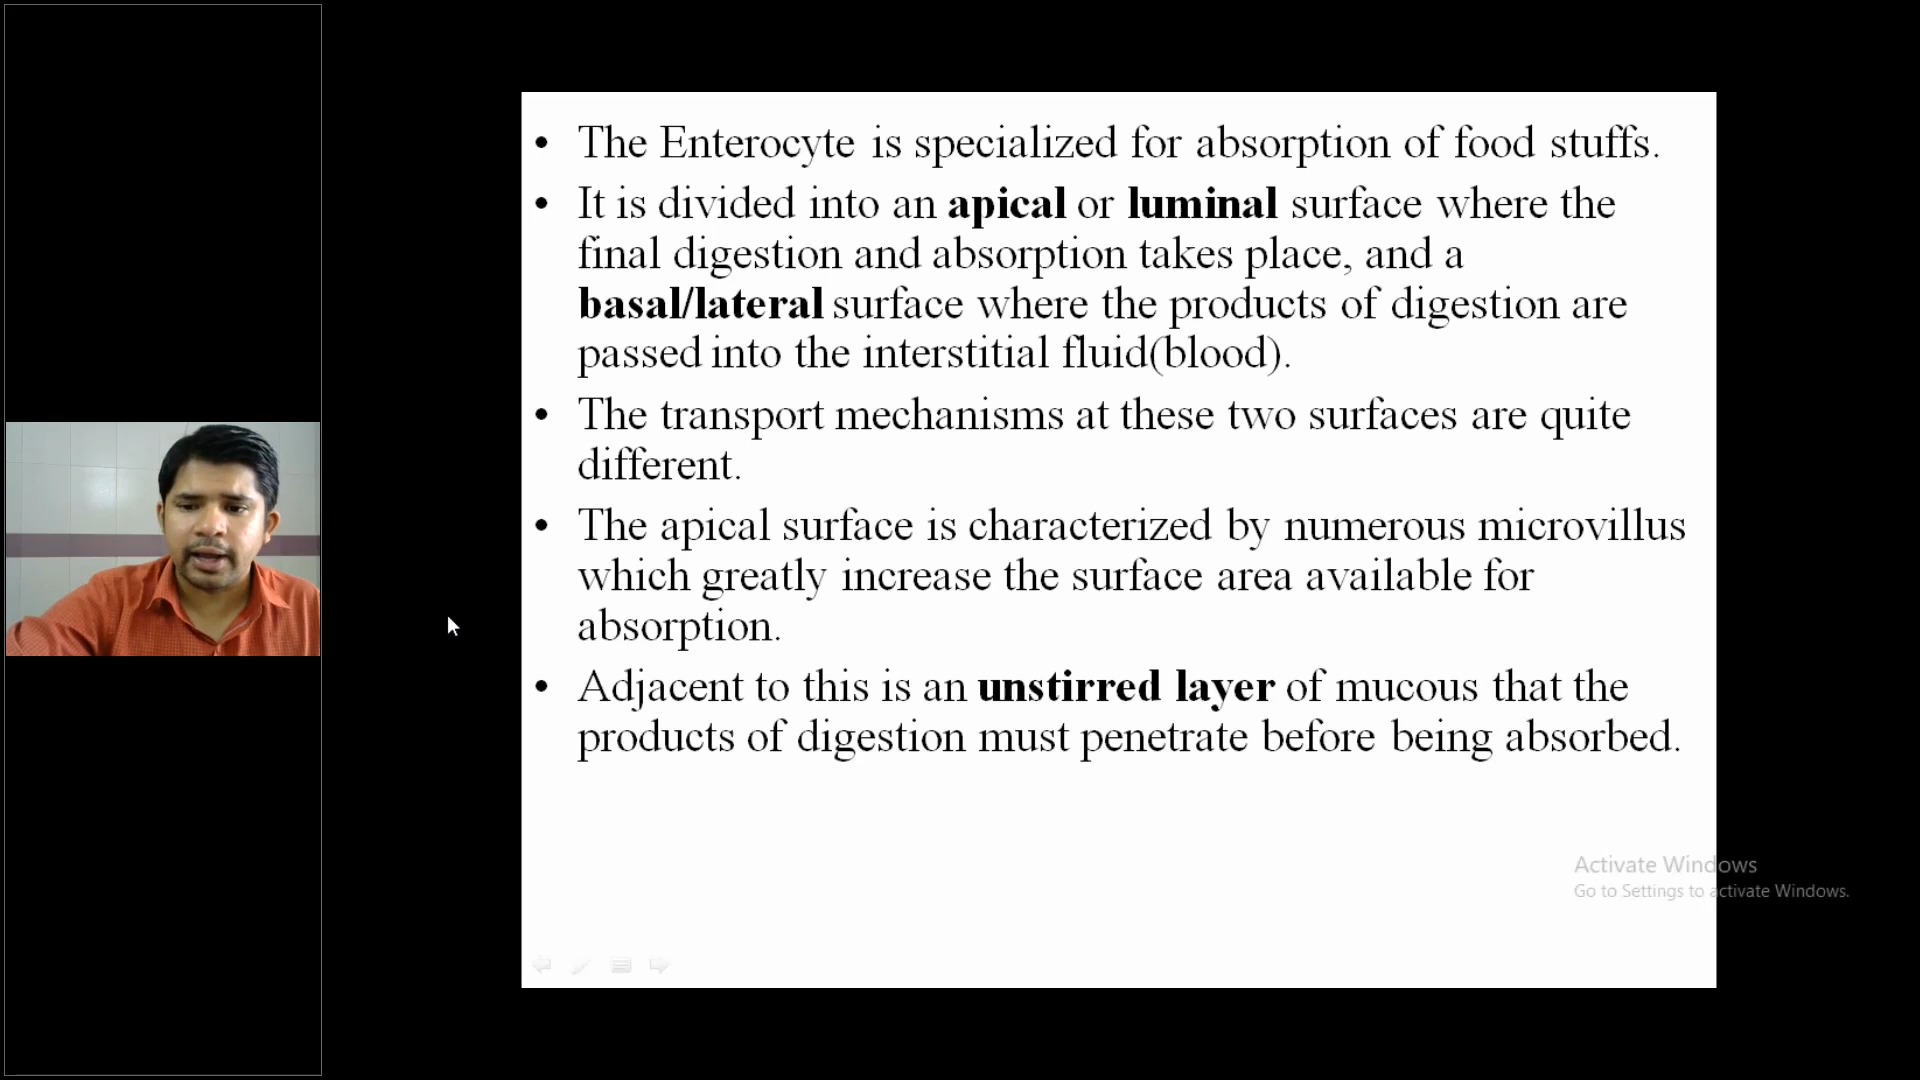 • The Enterocyte is specialized for absorption of food stuffs.
• It is divided into an apical or luminal surface where the
final digestion and absorption takes place, and a
basal/lateral surface where the products of digestion are
passed into the interstitial fluid(blood).
• The transport mechanisms at these two surfaces are quite
different.
• The apical surface is characterized by numerous microvillus
which greatly increase the surface area available for
absorption.
• Adjacent to this is an unstirred layer of mucous that the
products of digestion must penetrate before being absorbed.
Activate Windows
Go to Settings to activate Windows.